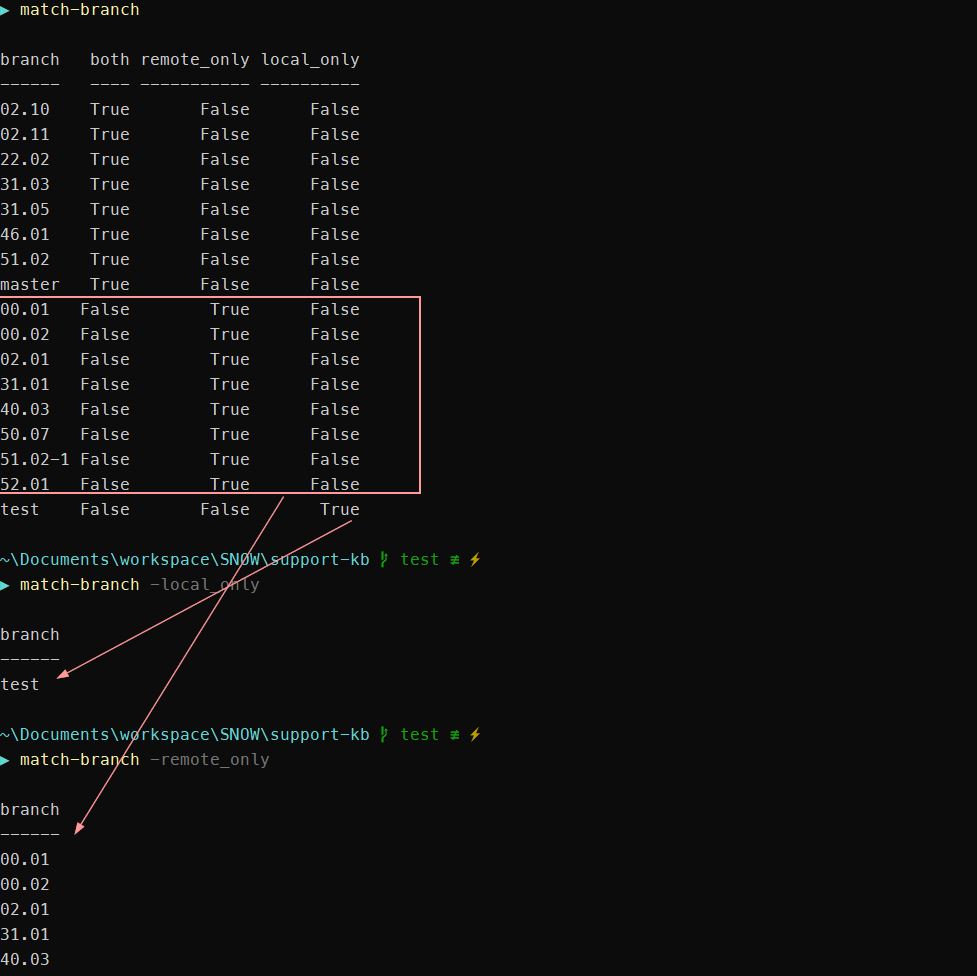 ▶ match-branch
branch   both remote_only local_only
------   ---- ----------- ----------
02.10    True       False      False
02.11    True       False      False
22.02    True       False      False
31.03    True       False      False
31.05    True       False      False
46.01    True       False      False
51.02    True       False      False
master   True       False      False
00.01   False        True      False
00.02   False        True      False
02.01   False        True      False
31.01   False        True      False
40.03   False        True      False
50.07   False        True      False
51.02-1 False        True      False
52.01   False        True      False
test    False       False       True
~\Documents\workspace\SNOW\support-kb test ≢ ⚡
▶ match-branch -local_only
branch
------
test
~\Documents\workspace\SNOW\support-kb test ≢ ⚡
▶ match-branch -remote_only
branch
------
00.01
00.02
02.01
31.01
40.03